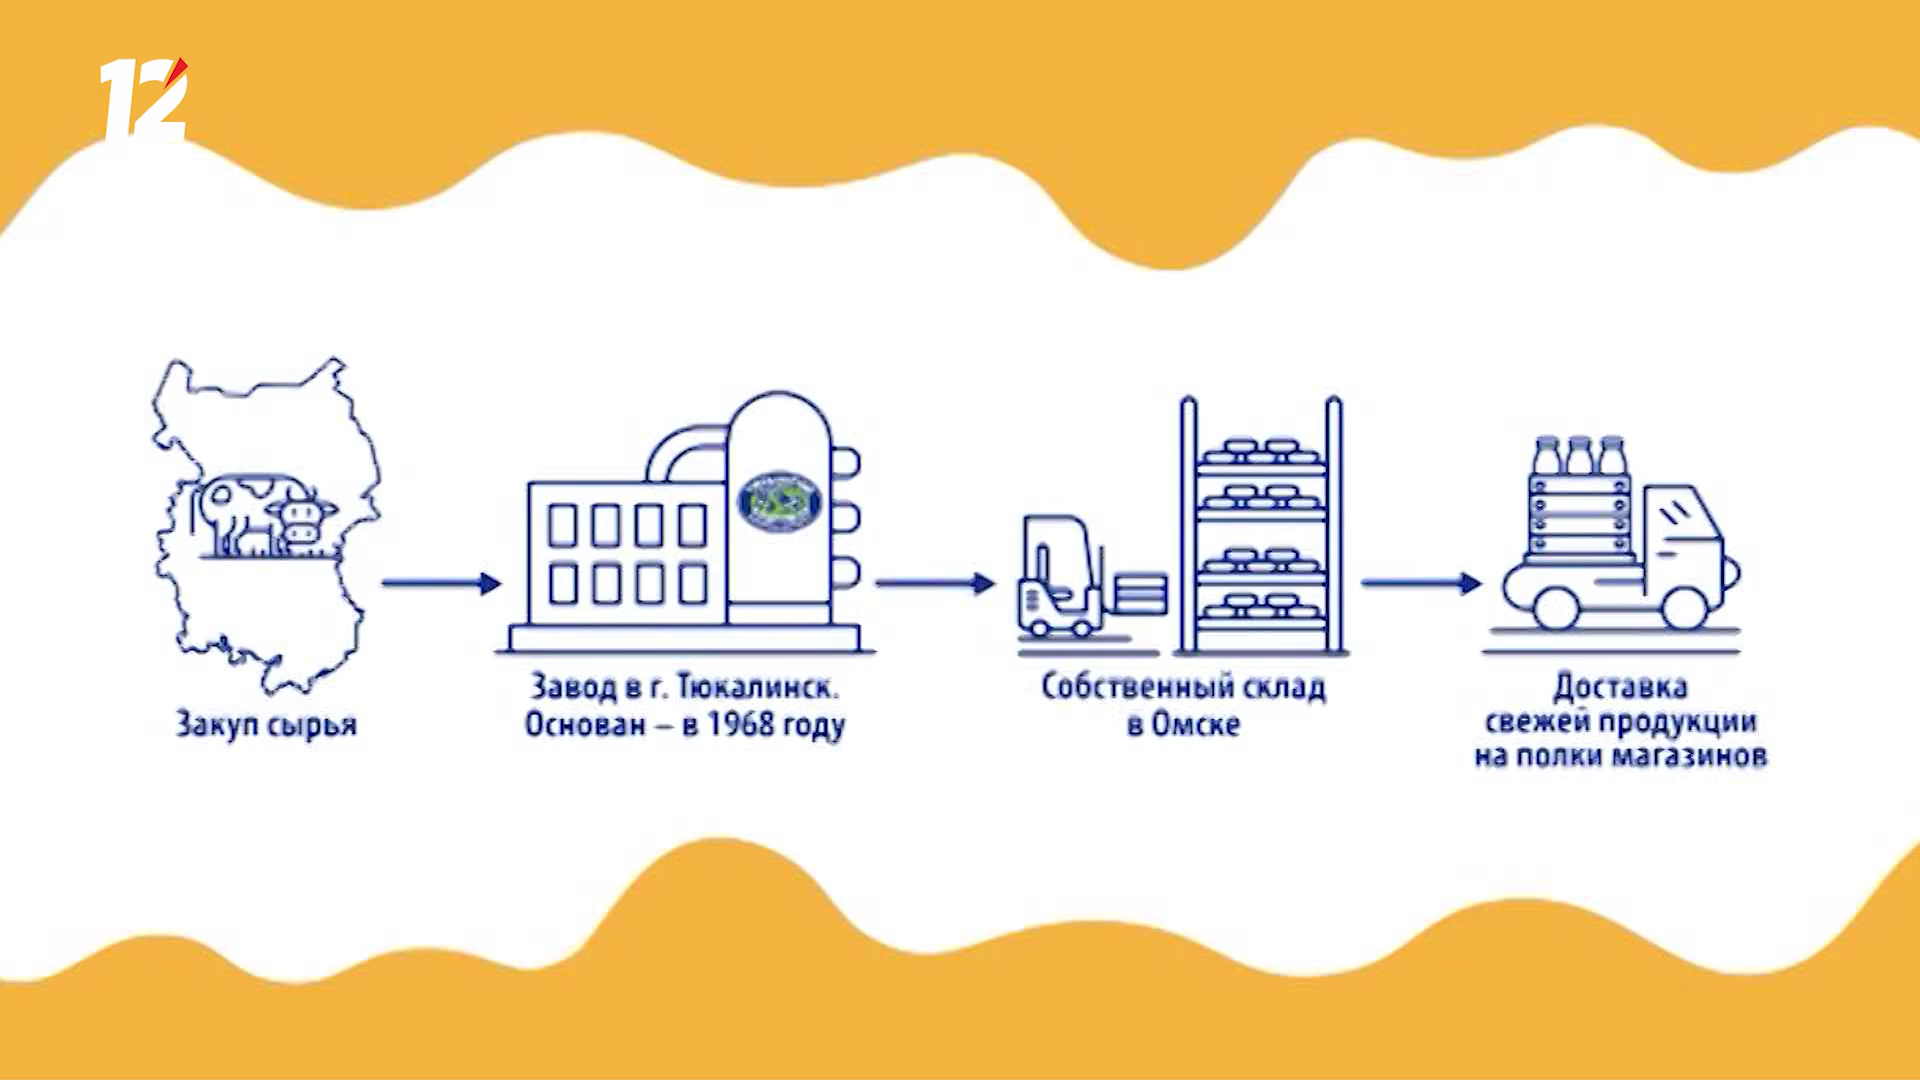 12
Закуп сырья
Завод в г. Тюкалинск.
Основан – в 1968 году
Собственный склад
в Омске
Доставка
свежей продукции
на полки магазинов